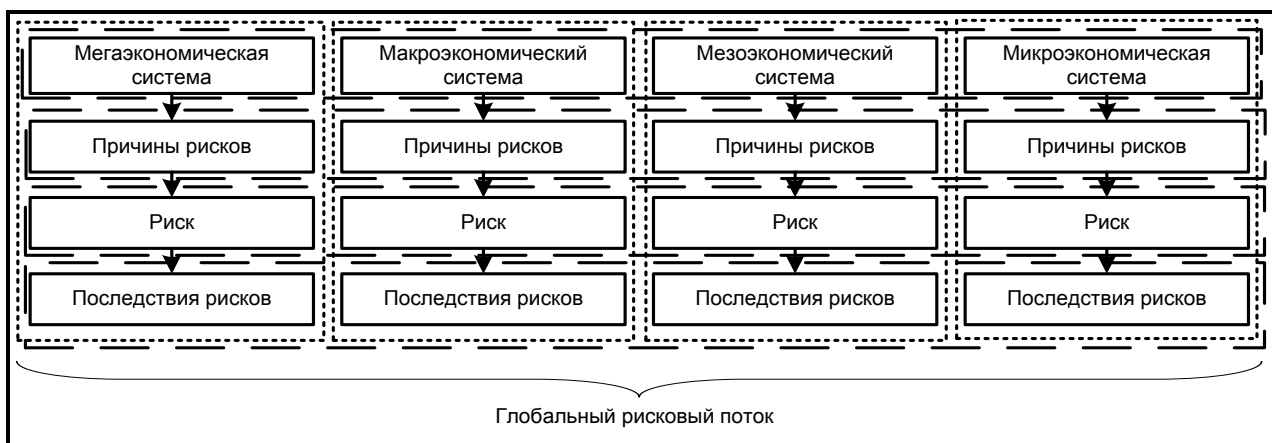 Мегаэкономическая
система
Макроэкономический
система
Мезоэкономический
система
Микроэкономическая
система
Причины рисков
Причины рисков
Причины рисков
Причины рисков
Риск
Риск
Риск
Риск
Последствия рисков
Последствия рисков
Последствия рисков
Последствия рисков
Глобальный рисковый поток